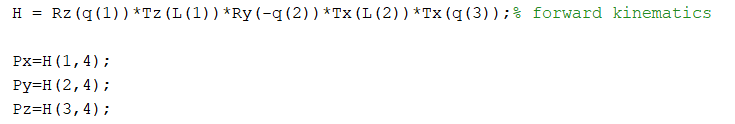 H = Rz(q(1))*Tz(L(1))*Ry(-q(2))*Tx(L(2))*Tx(q(3));% forward kinematics
Px=H(1,4);
Py=H(2,4);
Pz=H(3,4);